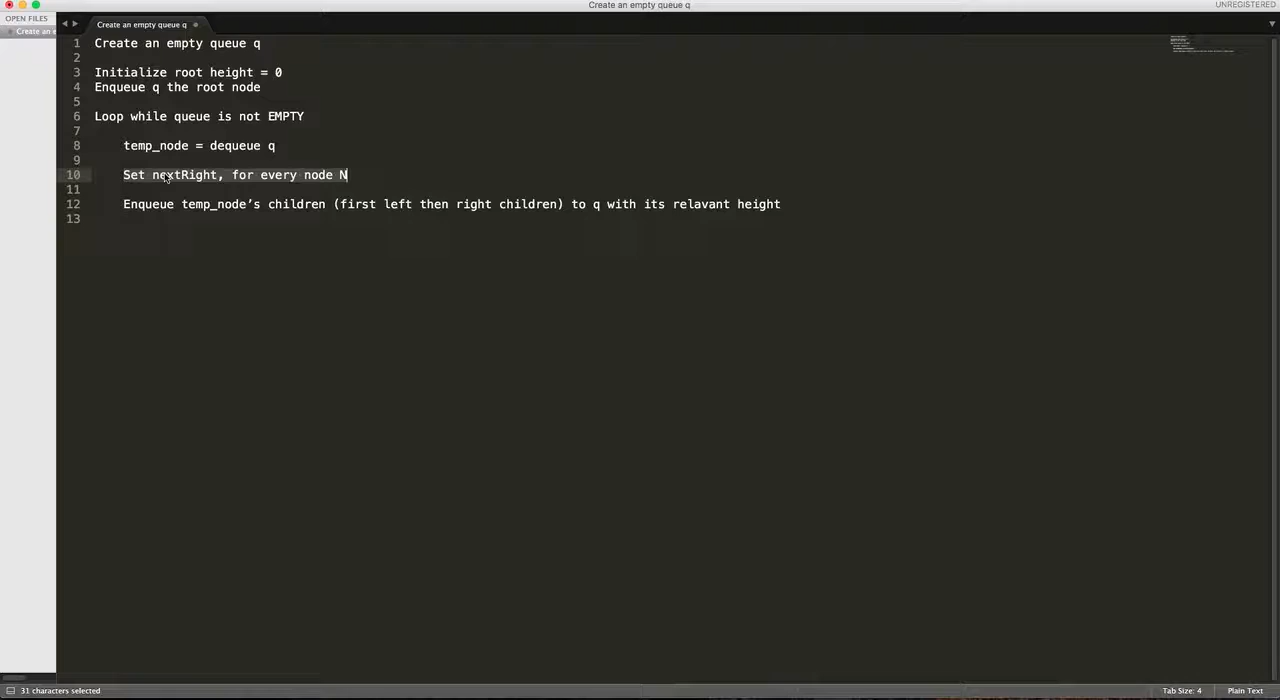 Create an empty queue q
UNREGISTERED
OPEN FILES
Create an e
Create an empty queue q
1 Create an empty queue q
2
3 Initialize root height = 0
4 Enqueue q the root node
5
6 Loop while queue is not EMPTY
7
8 temp_node = dequeue q
9
10 Set nextRight, for every node N
11
12 Enqueue temp_node’s children (first left then right children) to q with its relavant height
13
31 characters selected
Tab Size: 4
Plain Text